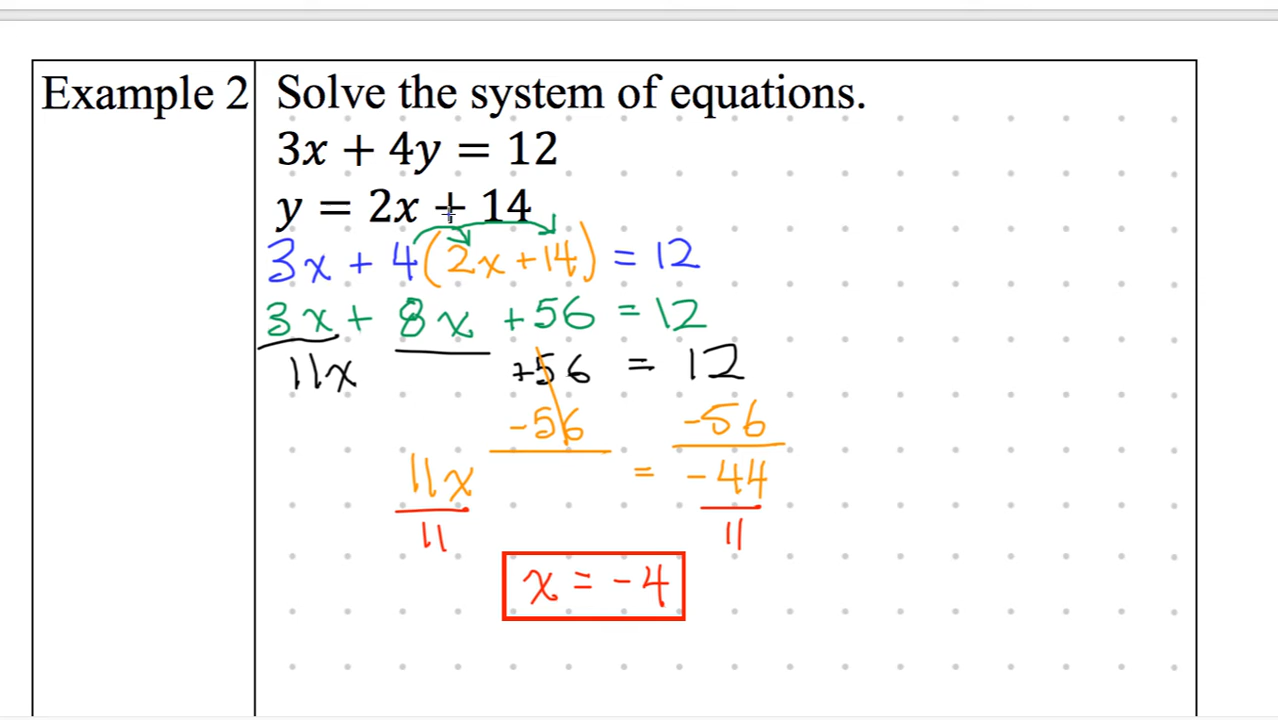 Example 2
Solve the system of equations.
3x + 4y = 12
y = 2x + 14
3x + 4(2x+14) = 12
3x + 8x +56 = 12
11x +56 = 12
-56 -56
11x = -44
11 11
x = -4